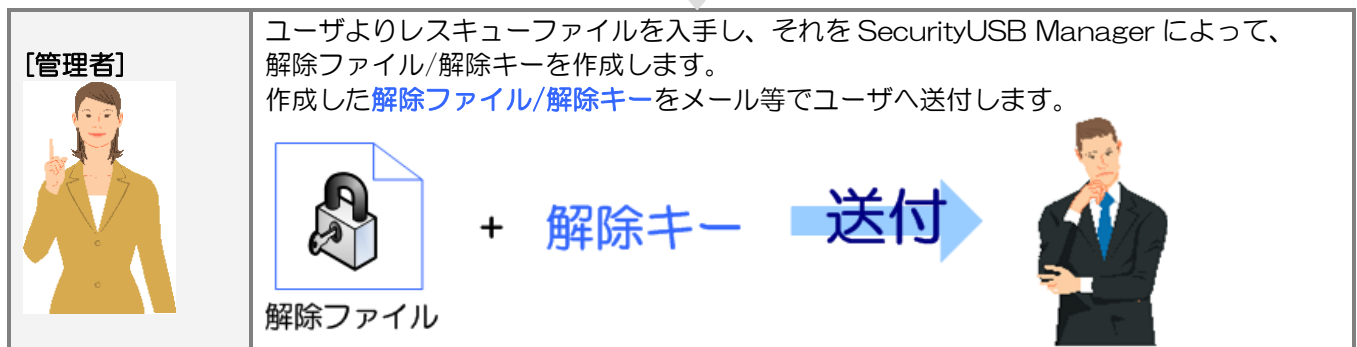 [管理者]
ユーザよりレスキューファイルを入手し、それを SecurityUSB Manager によって、
解除ファイル/解除キーを作成します。
作成した解除ファイル/解除キーをメール等でユーザへ送付します。
+ 解除キー 送付
解除ファイル